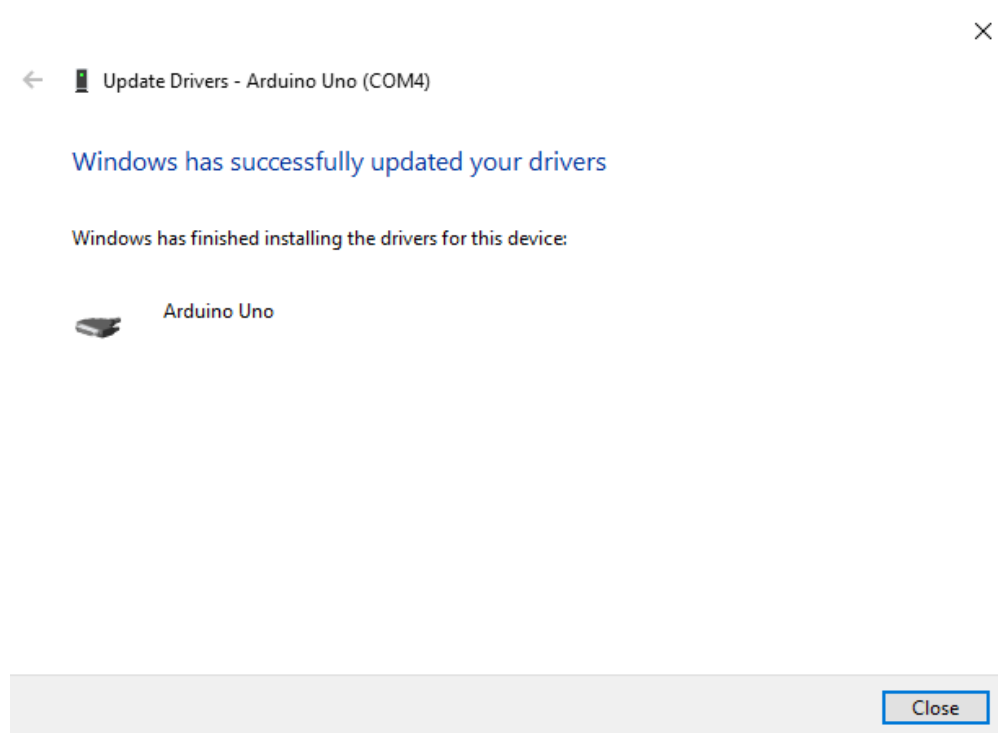 Update Drivers - Arduino Uno (COM4)
Windows has successfully updated your drivers
Windows has finished installing the drivers for this device:
Arduino Uno
Close